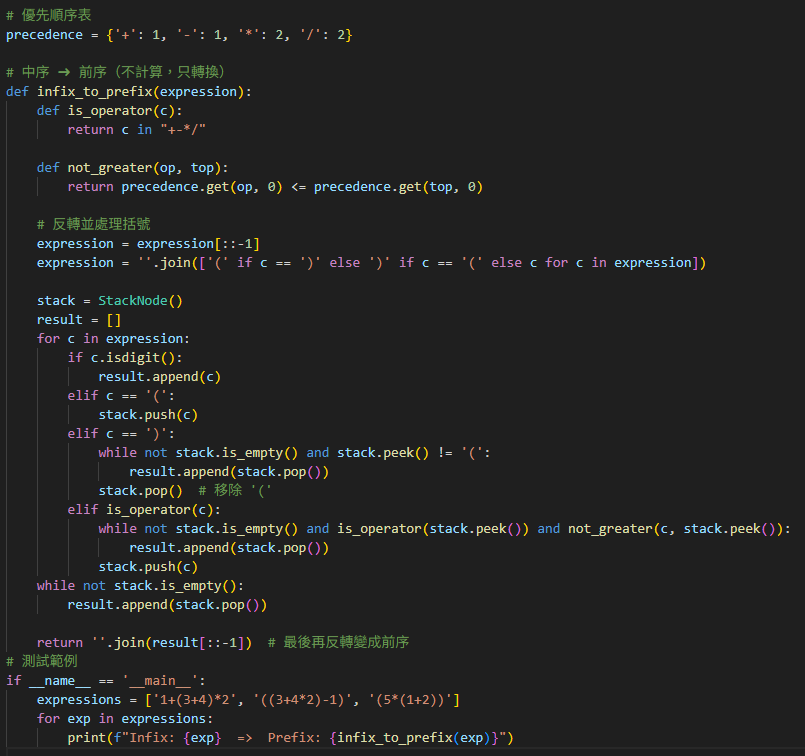 # 優先順序表
precedence = {'+': 1, '-': 1, '*': 2, '/': 2}
# 中序 → 前序（不計算，只轉換）
def infix_to_prefix(expression):
    def is_operator(c):
        return c in "+-*/"
    def not_greater(op, top):
        return precedence.get(op, 0) <= precedence.get(top, 0)
    # 反轉並處理括號
    expression = expression[::-1]
    expression = ''.join(['(' if c == ')' else ')' if c == '(' else c for c in expression])
    stack = StackNode()
    result = []
    for c in expression:
        if c.isdigit():
            result.append(c)
        elif c == '(':
            stack.push(c)
        elif c == ')':
            while not stack.is_empty() and stack.peek() != '(':
                result.append(stack.pop())
            stack.pop()  # 移除 '('
        elif is_operator(c):
            while not stack.is_empty() and is_operator(stack.peek()) and not_greater(c, stack.peek()):
                result.append(stack.pop())
            stack.push(c)
    while not stack.is_empty():
        result.append(stack.pop())
    return ''.join(result[::-1])  # 最後再反轉變成前序
# 測試範例
if __name__ == '__main__':
    expressions = ['1+(3+4)*2', '((3+4*2)-1)', '(5*(1+2))']
    for exp in expressions:
        print(f"Infix: {exp}  =>  Prefix: {infix_to_prefix(exp)}")